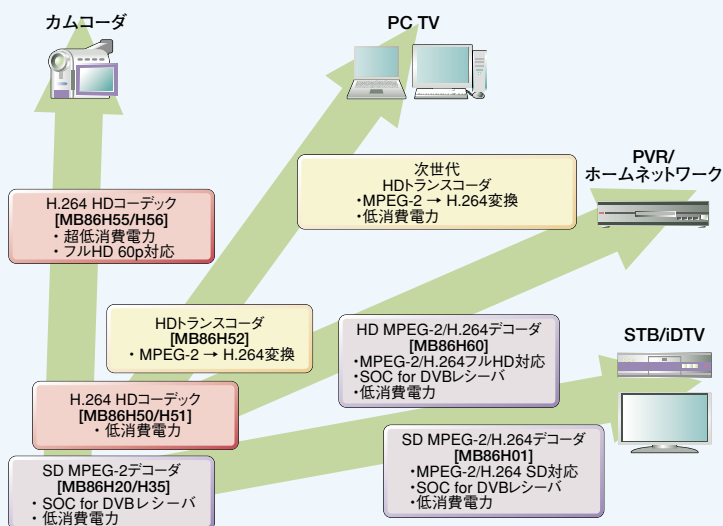 カムコーダ
PC TV
PVR/
ホームネットワーク
次世代
HDトランスコーダ
・MPEG-2 → H.264変換
・低消費電力
H.264 HDコーデック
[MB86H55/H56]
・超低消費電力
・フルHD 60p対応
HDトランスコーダ
[MB86H52]
・MPEG-2 → H.264変換
HD MPEG-2/H.264デコーダ
[MB86H60]
・MPEG-2/H.264フルHD対応
・SOC for DVBレシーバ
・低消費電力
STB/iDTV
H.264 HDコーデック
[MB86H50/H51]
・低消費電力
SD MPEG-2/H.264デコーダ
[MB86H01]
・MPEG-2/H.264 SD対応
・SOC for DVBレシーバ
・低消費電力
SD MPEG-2デコーダ
[MB86H20/H35]
・SOC for DVBレシーバ
・低消費電力